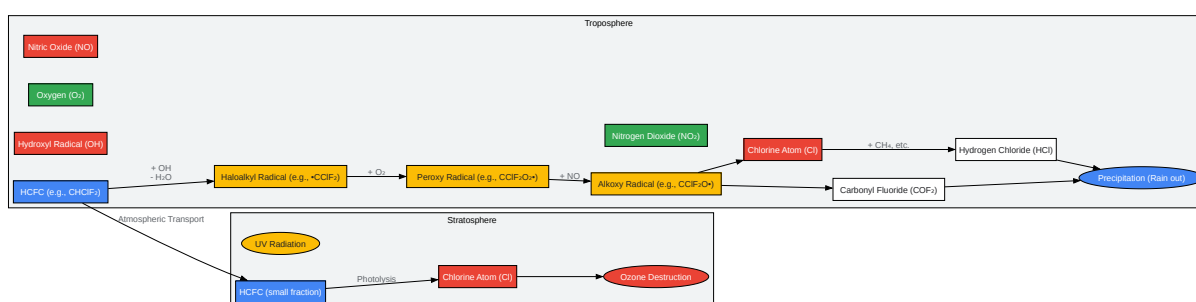 Troposphere
Nitric Oxide (NO)
Oxygen (O₂)
Hydroxyl Radical (OH)
HCFC (e.g., CHClF₂)
+ OH
- H₂O
Haloalkyl Radical (e.g., •CClF₂)
+ O₂
Peroxy Radical (e.g., CClF₂O₂•)
+ NO
Nitrogen Dioxide (NO₂)
Alkoxy Radical (e.g., CClF₂O•)
Chlorine Atom (Cl)
+ CH₄, etc.
Hydrogen Chloride (HCl)
Carbonyl Fluoride (COF₂)
Precipitation (Rain out)
Atmospheric Transport
Stratosphere
UV Radiation
HCFC (small fraction)
Photolysis
Chlorine Atom (Cl)
Ozone Destruction